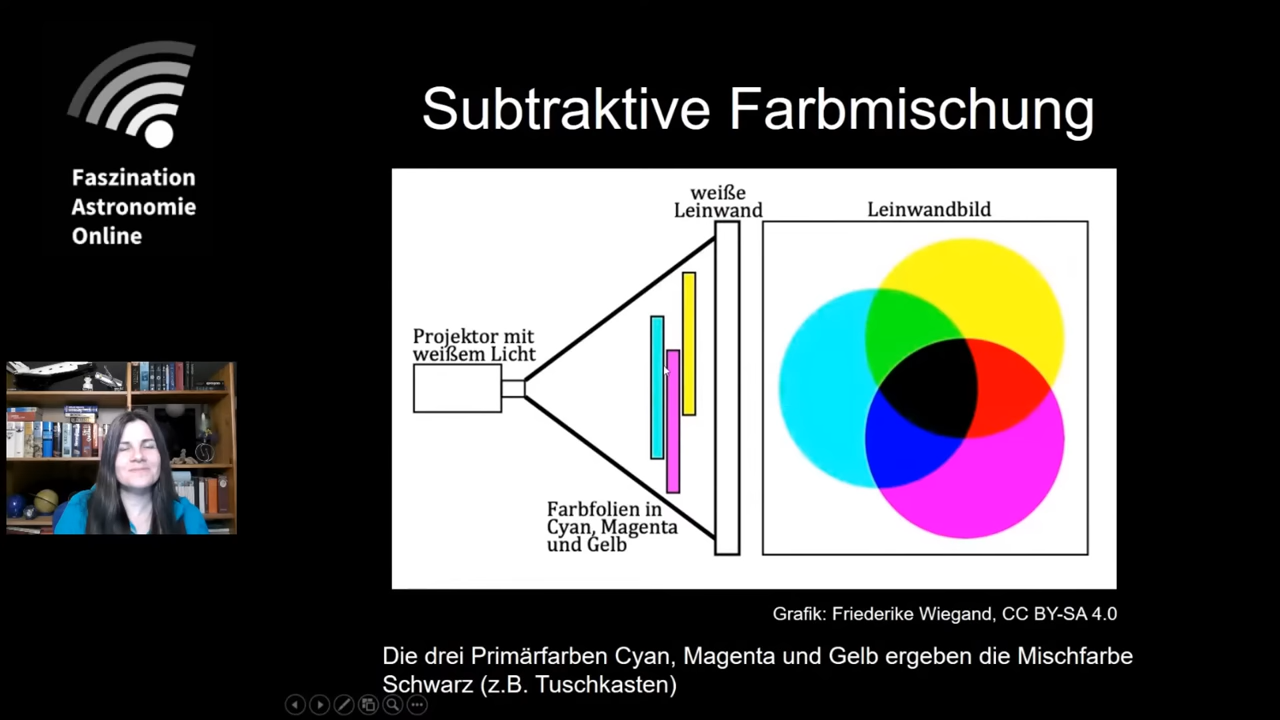 Faszination
Astronomie
Online
Subtraktive Farbmischung
weiße
Leinwand
Leinwandbild
Projektor mit
weißem Licht
Farbfolien in
Cyan, Magenta
und Gelb
Grafik: Friederike Wiegand, CC BY-SA 4.0
Die drei Primärfarben Cyan, Magenta und Gelb ergeben die Mischfarbe
Schwarz (z.B. Tuschkasten)